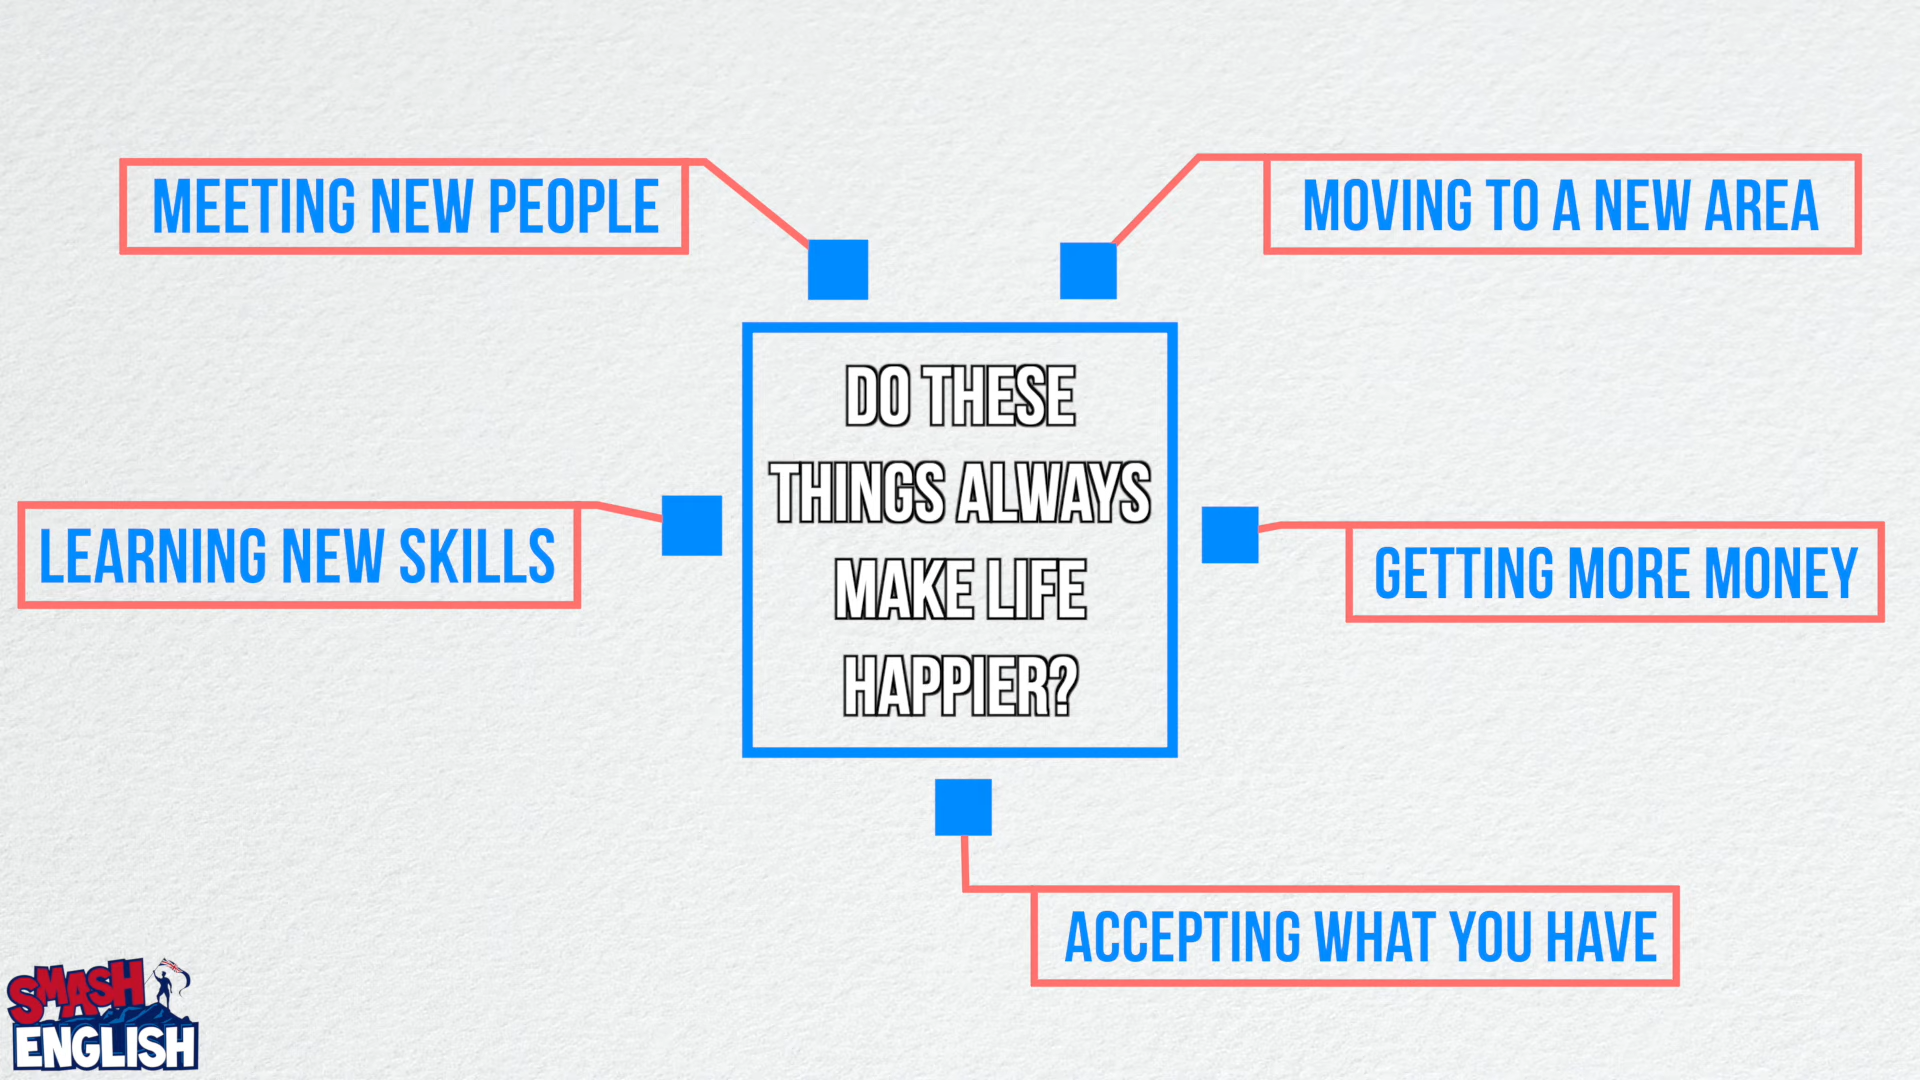 MEETING NEW PEOPLE
MOVING TO A NEW AREA
DO THESE
THINGS ALWAYS
MAKE LIFE
HAPPIER?
LEARNING NEW SKILLS
GETTING MORE MONEY
ACCEPTING WHAT YOU HAVE
SMASH
ENGLISH